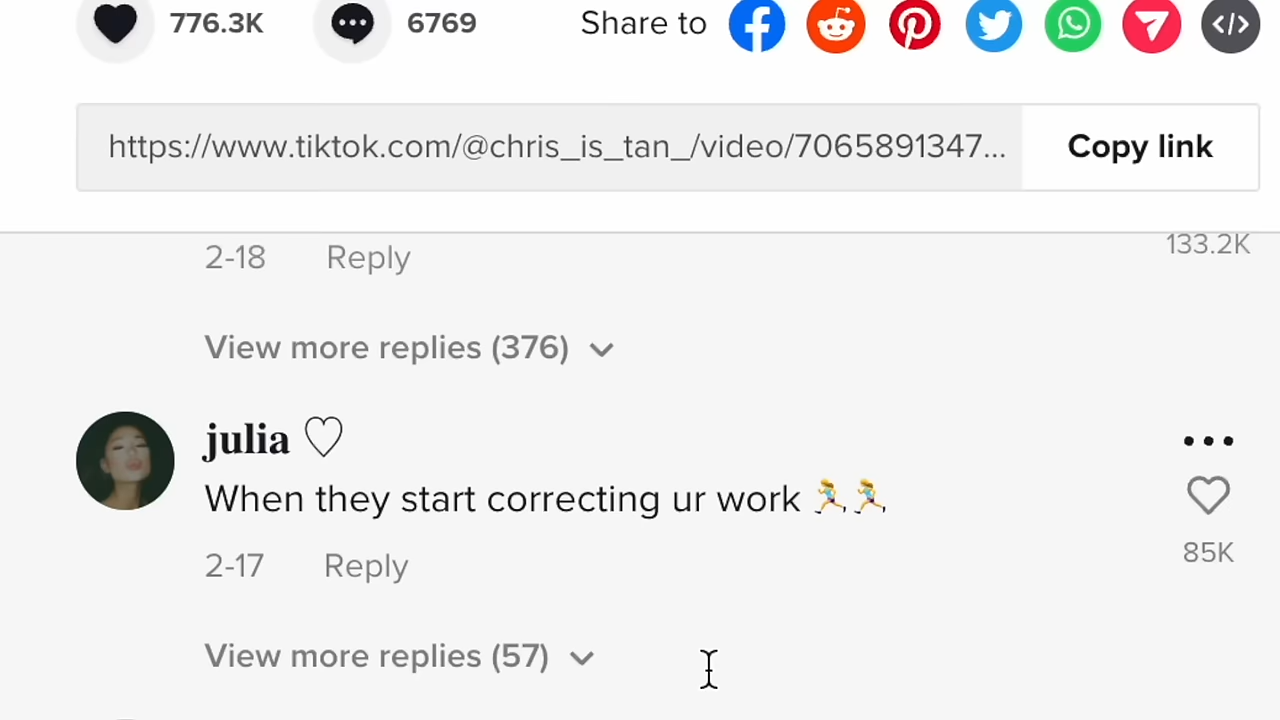 776.3K 6769 Share to
https://www.tiktok.com/@chris_is_tan_/video/7065891347... Copy link
2-18 Reply 133.2K
View more replies (376)
julia ♡
When they start correcting ur work 🏃‍♀️🏃‍♀️
2-17 Reply 85K
View more replies (57)